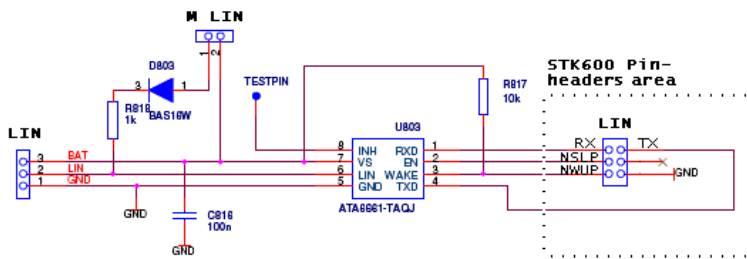 M LIN
1 2
D803
3 1
BAS16W
R818
1k
TESTPIN
R817
10k
STK600 Pin-
headers area
LIN
3 BAT
2 LIN
1 GND
GND
C816
100n
GND
U803
8 INH RXD 1
7 VS EN 2
6 LIN WAKE 3
5 GND TXD 4
ATA6661-TAQJ
LIN
RX TX
NSLP
NWUP GND